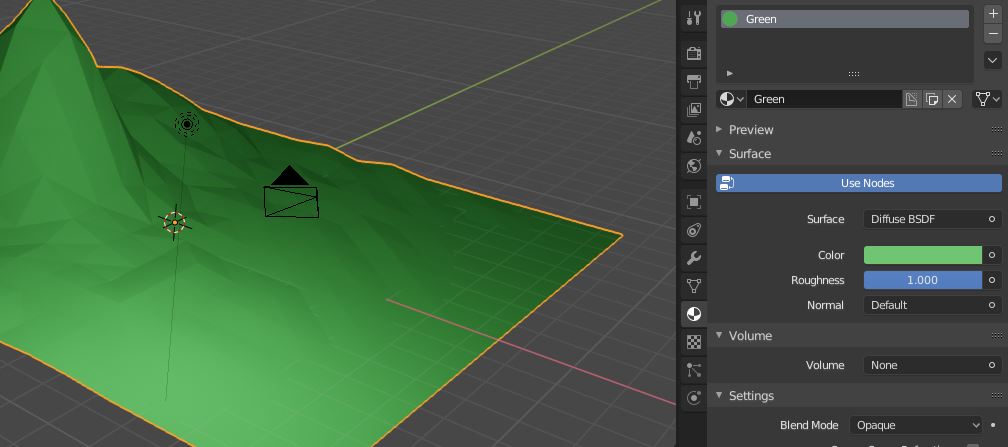 Green
Green
Preview
Surface
Use Nodes
Surface Diffuse BSDF
Color
Roughness 1.000
Normal Default
Volume
Volume None
Settings
Blend Mode Opaque